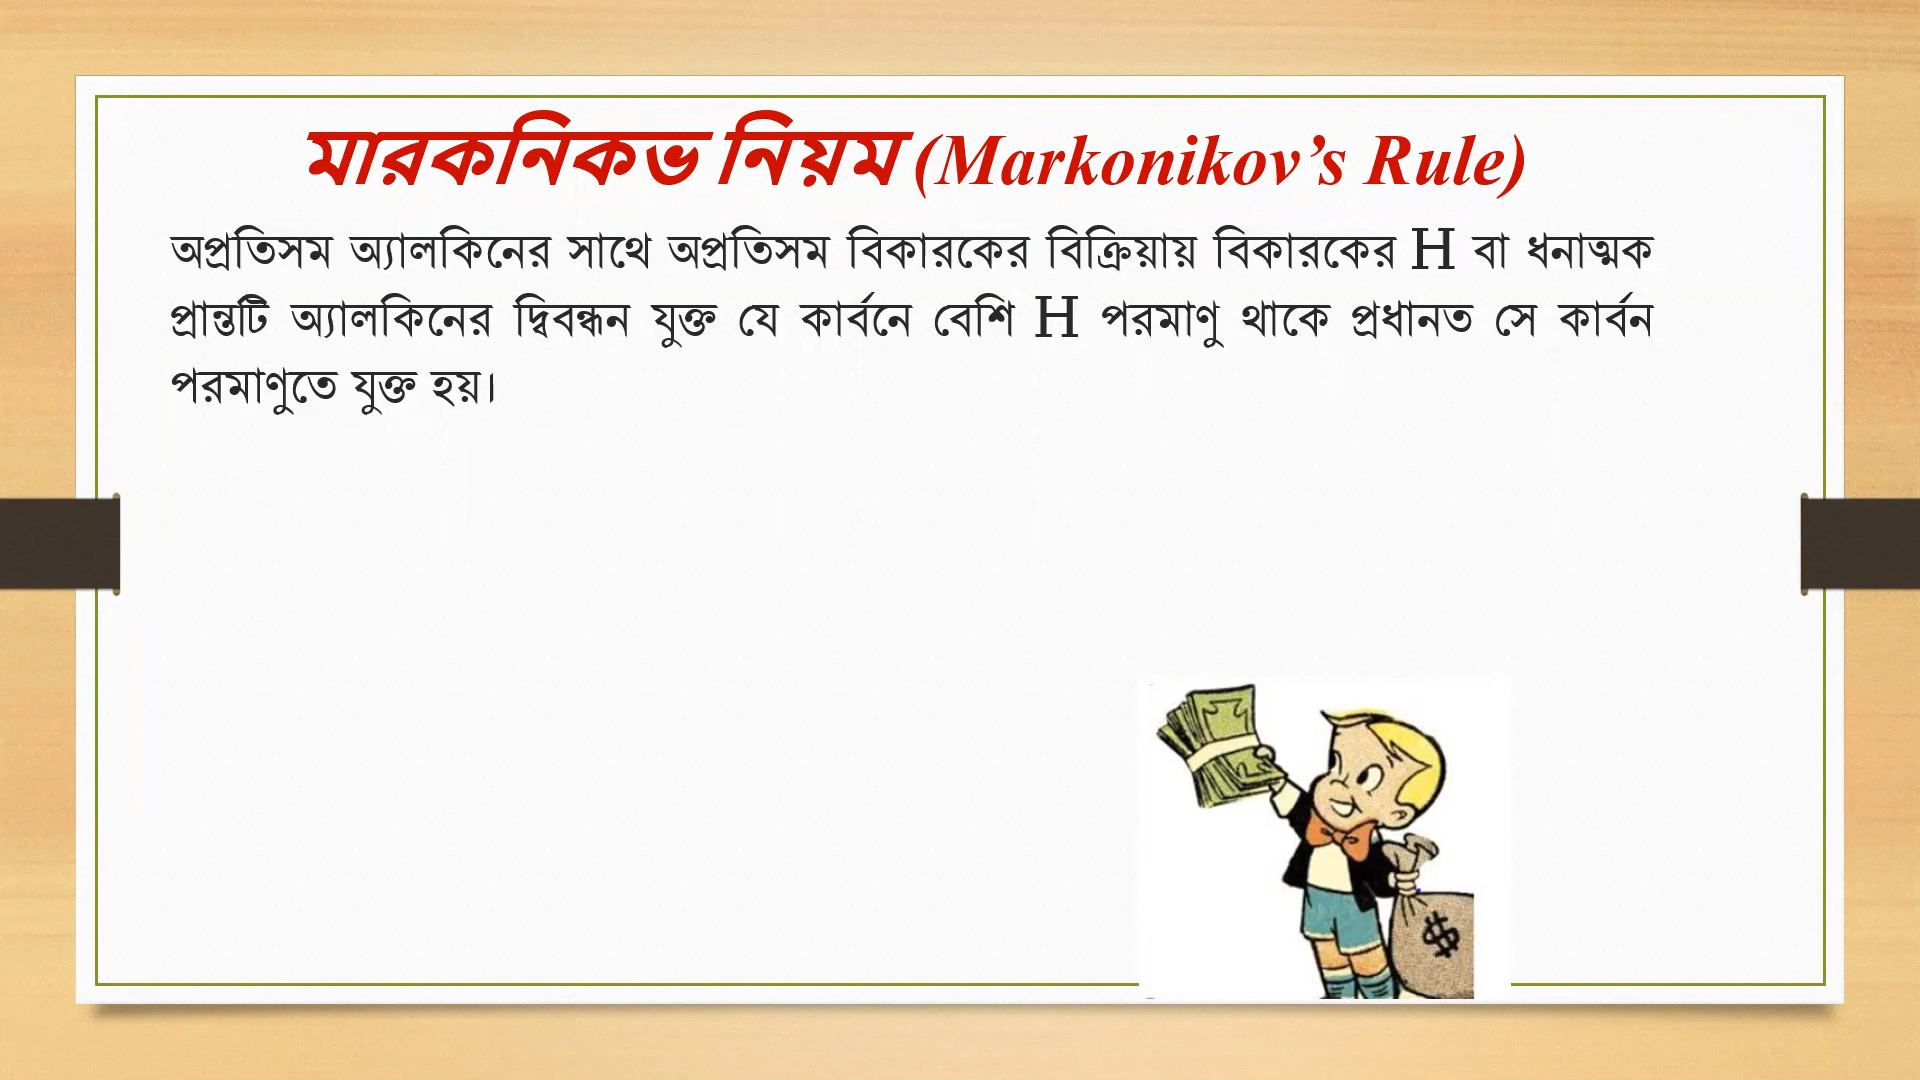 মারকনিকভ নিয়ম (Markonikov’s Rule)
অপ্রতিসম অ্যালকিনের সাথে অপ্রতিসম বিকারকের বিক্রিয়ায় বিকারকের H বা ধনাত্মক
প্রান্তটি অ্যালকিনের দ্বিবন্ধন যুক্ত যে কার্বনে বেশি H পরমাণু থাকে প্রধানত সে কার্বন
পরমাণুতে যুক্ত হয়।
$